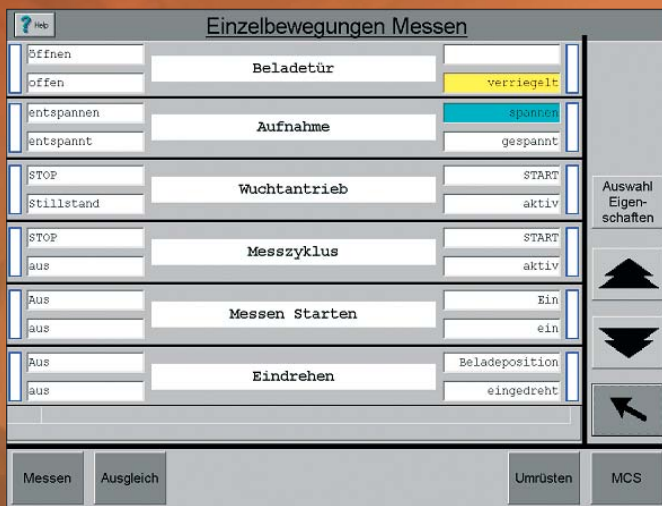 Help
Einzelbewegungen Messen
öffnen
offen
Beladetür
verriegelt
entspannen
entspannt
Aufnahme
spannen
gespannt
STOP
Stillstand
Wuchtantrieb
START
aktiv
STOP
aus
Messzyklus
START
aktiv
Aus
aus
Messen Starten
Ein
ein
Aus
aus
Eindrehen
Beladeposition
eingedreht
Auswahl
Eigen-
schaften
Messen
Ausgleich
Umrüsten
MCS